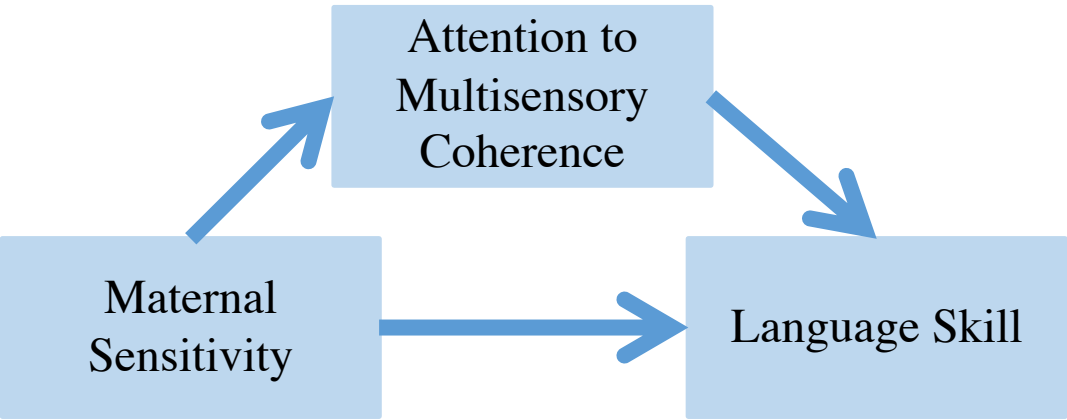 Attention to
Multisensory
Coherence
Maternal
Sensitivity
Language Skill